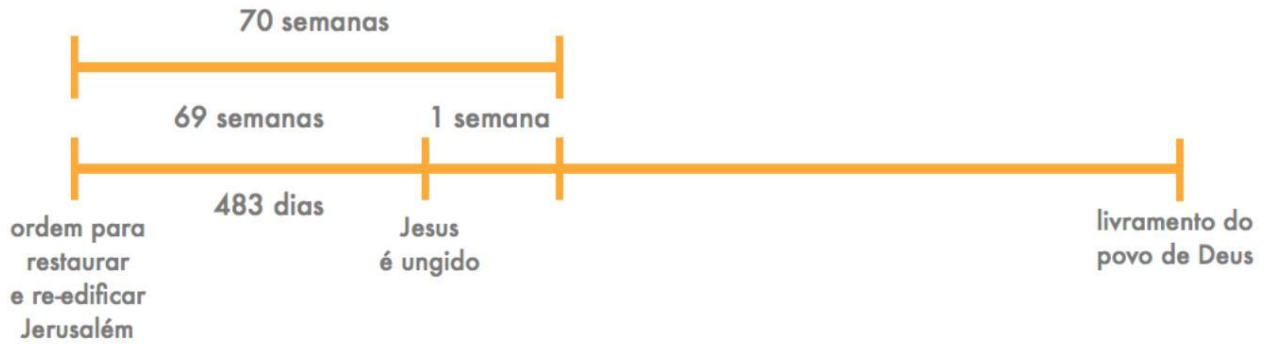 70 semanas
69 semanas
1 semana
483 dias
ordem para
restaurar
e re-edificar
Jerusalém
Jesus
é ungido
livramento do
povo de Deus